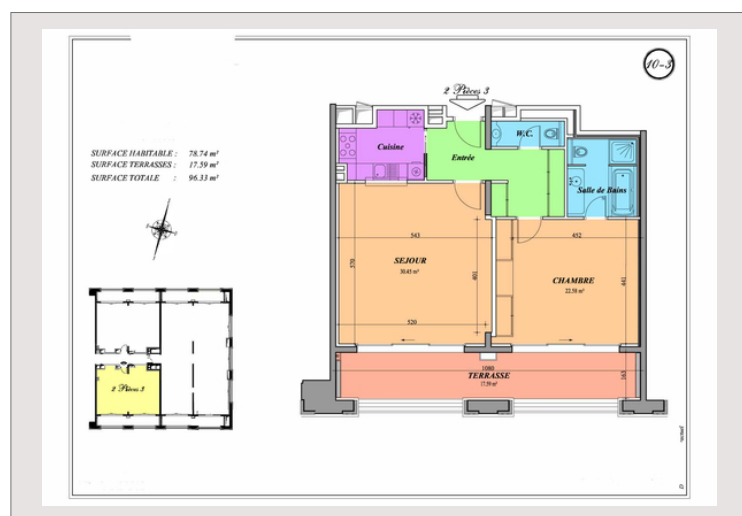 10-3
2 Pièces 3
SURFACE HABITABLE : 78.74 m²
SURFACE TERRASSES : 17.59 m²
SURFACE TOTALE : 96.33 m²
Cuisine
W.C.
Entrée
Salle de Bains
543
452
SEJOUR
30.45 m²
570
401
CHAMBRE
22.50 m²
441
520
1080
TERRASSE
17.59 m²
163
2 Pièces 3